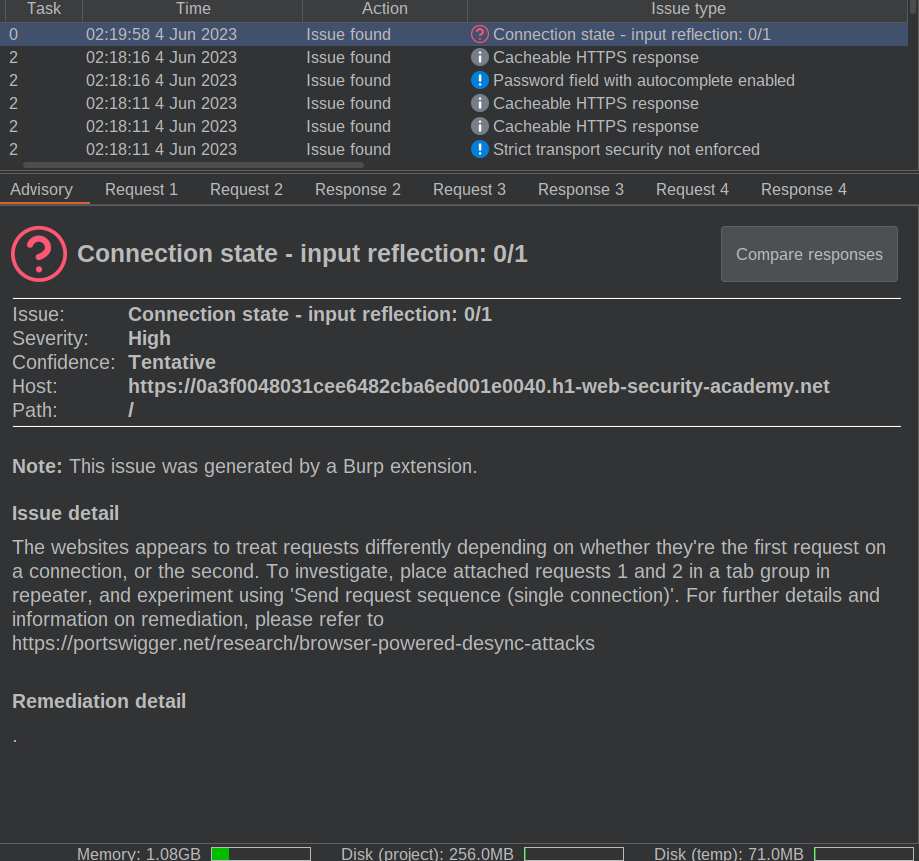 Task Time Action Issue type
0 02:19:58 4 Jun 2023 Issue found Connection state - input reflection: 0/1
2 02:18:16 4 Jun 2023 Issue found Cacheable HTTPS response
2 02:18:16 4 Jun 2023 Issue found Password field with autocomplete enabled
2 02:18:11 4 Jun 2023 Issue found Cacheable HTTPS response
2 02:18:11 4 Jun 2023 Issue found Cacheable HTTPS response
2 02:18:11 4 Jun 2023 Issue found Strict transport security not enforced
Advisory Request 1 Request 2 Response 2 Request 3 Response 3 Request 4 Response 4
Connection state - input reflection: 0/1 Compare responses
Issue: Connection state - input reflection: 0/1
Severity: High
Confidence: Tentative
Host: https://0a3f0048031cee6482cba6ed001e0040.h1-web-security-academy.net
Path: /
Note: This issue was generated by a Burp extension.
Issue detail
The websites appears to treat requests differently depending on whether they're the first request on
a connection, or the second. To investigate, place attached requests 1 and 2 in a tab group in
repeater, and experiment using 'Send request sequence (single connection)'. For further details and
information on remediation, please refer to
https://portswigger.net/research/browser-powered-desync-attacks
Remediation detail
.
Memory: 1.08GB Disk (project): 256.0MB Disk (temp): 71.0MB